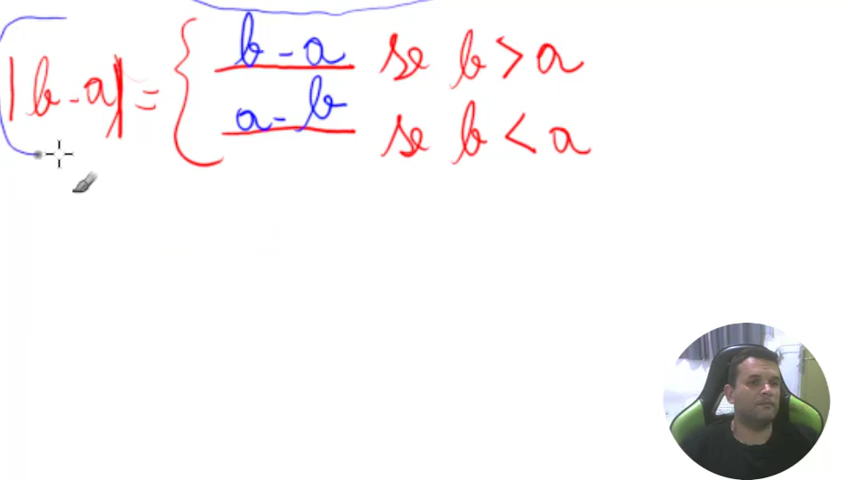 |b-a| = { b-a se b > a
a-b se b < a